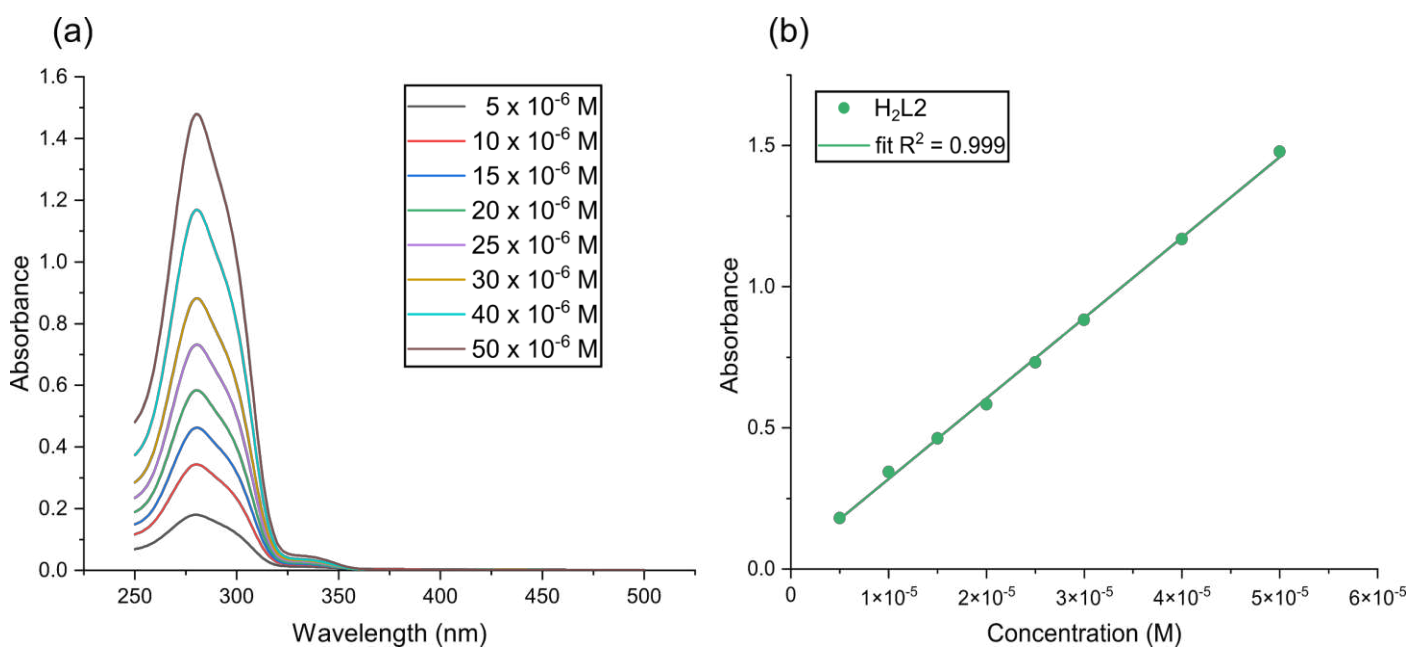 (a)
1.6
1.4
1.2
1.0
0.8
0.6
0.4
0.2
0.0
Absorbance
250 300 350 400 450 500
Wavelength (nm)
5 x 10⁻⁶ M
10 x 10⁻⁶ M
15 x 10⁻⁶ M
20 x 10⁻⁶ M
25 x 10⁻⁶ M
30 x 10⁻⁶ M
40 x 10⁻⁶ M
50 x 10⁻⁶ M
(b)
H₂L2
fit R² = 0.999
1.5
1.0
0.5
0.0
Absorbance
0 1×10⁻⁵ 2×10⁻⁵ 3×10⁻⁵ 4×10⁻⁵ 5×10⁻⁵ 6×10⁻⁵
Concentration (M)